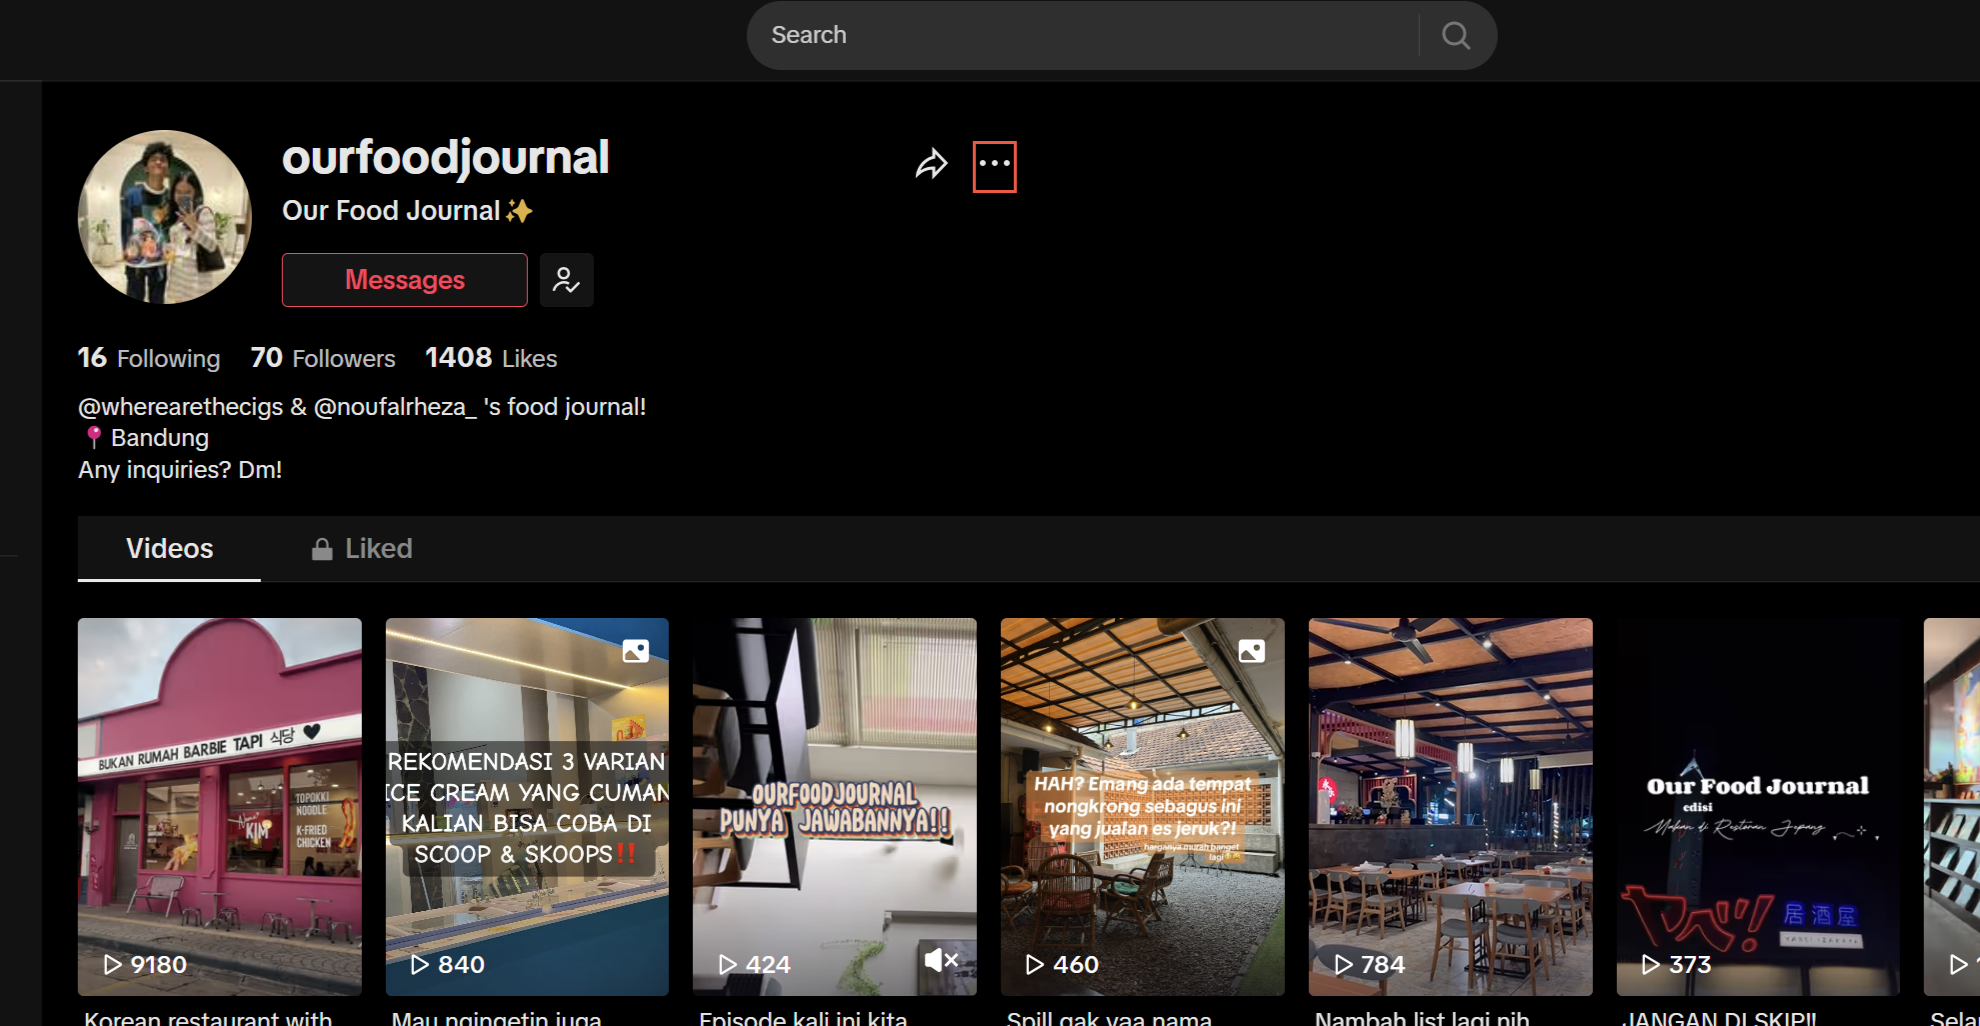 Search
ourfoodjournal
Our Food Journal✨
Messages
16 Following 70 Followers 1408 Likes
@wherearethecigs & @noufalrheza_ 's food journal!
📍 Bandung
Any inquiries? Dm!
Videos
Liked
BUKAN RUMAH BARBIE TAPI 식당 🖤
TOPOKKI
NOODLE
K-FRIED
CHICKEN
KIM
9180
Korean restaurant with
REKOMENDASI 3 VARIAN
ICE CREAM YANG CUMAN
KALIAN BISA COBA DI
SCOOP & SKOOPS‼️
840
Mau ngingetin juga
OURFOODJOURNAL
PUNYA JAWABANNYA!!
424
Episode kali ini kita
HAH? Emang ada tempat
nongkrong sebagus ini
yang jualan es jeruk?!
harganya murah banget
lagi
460
Spill gak yaa nama
784
Nambah list lagi nih
Our Food Journal
edisi
Makan di Restoran Jepang
ヤベツ!!
居酒屋
373
JANGAN DI SKIP!!